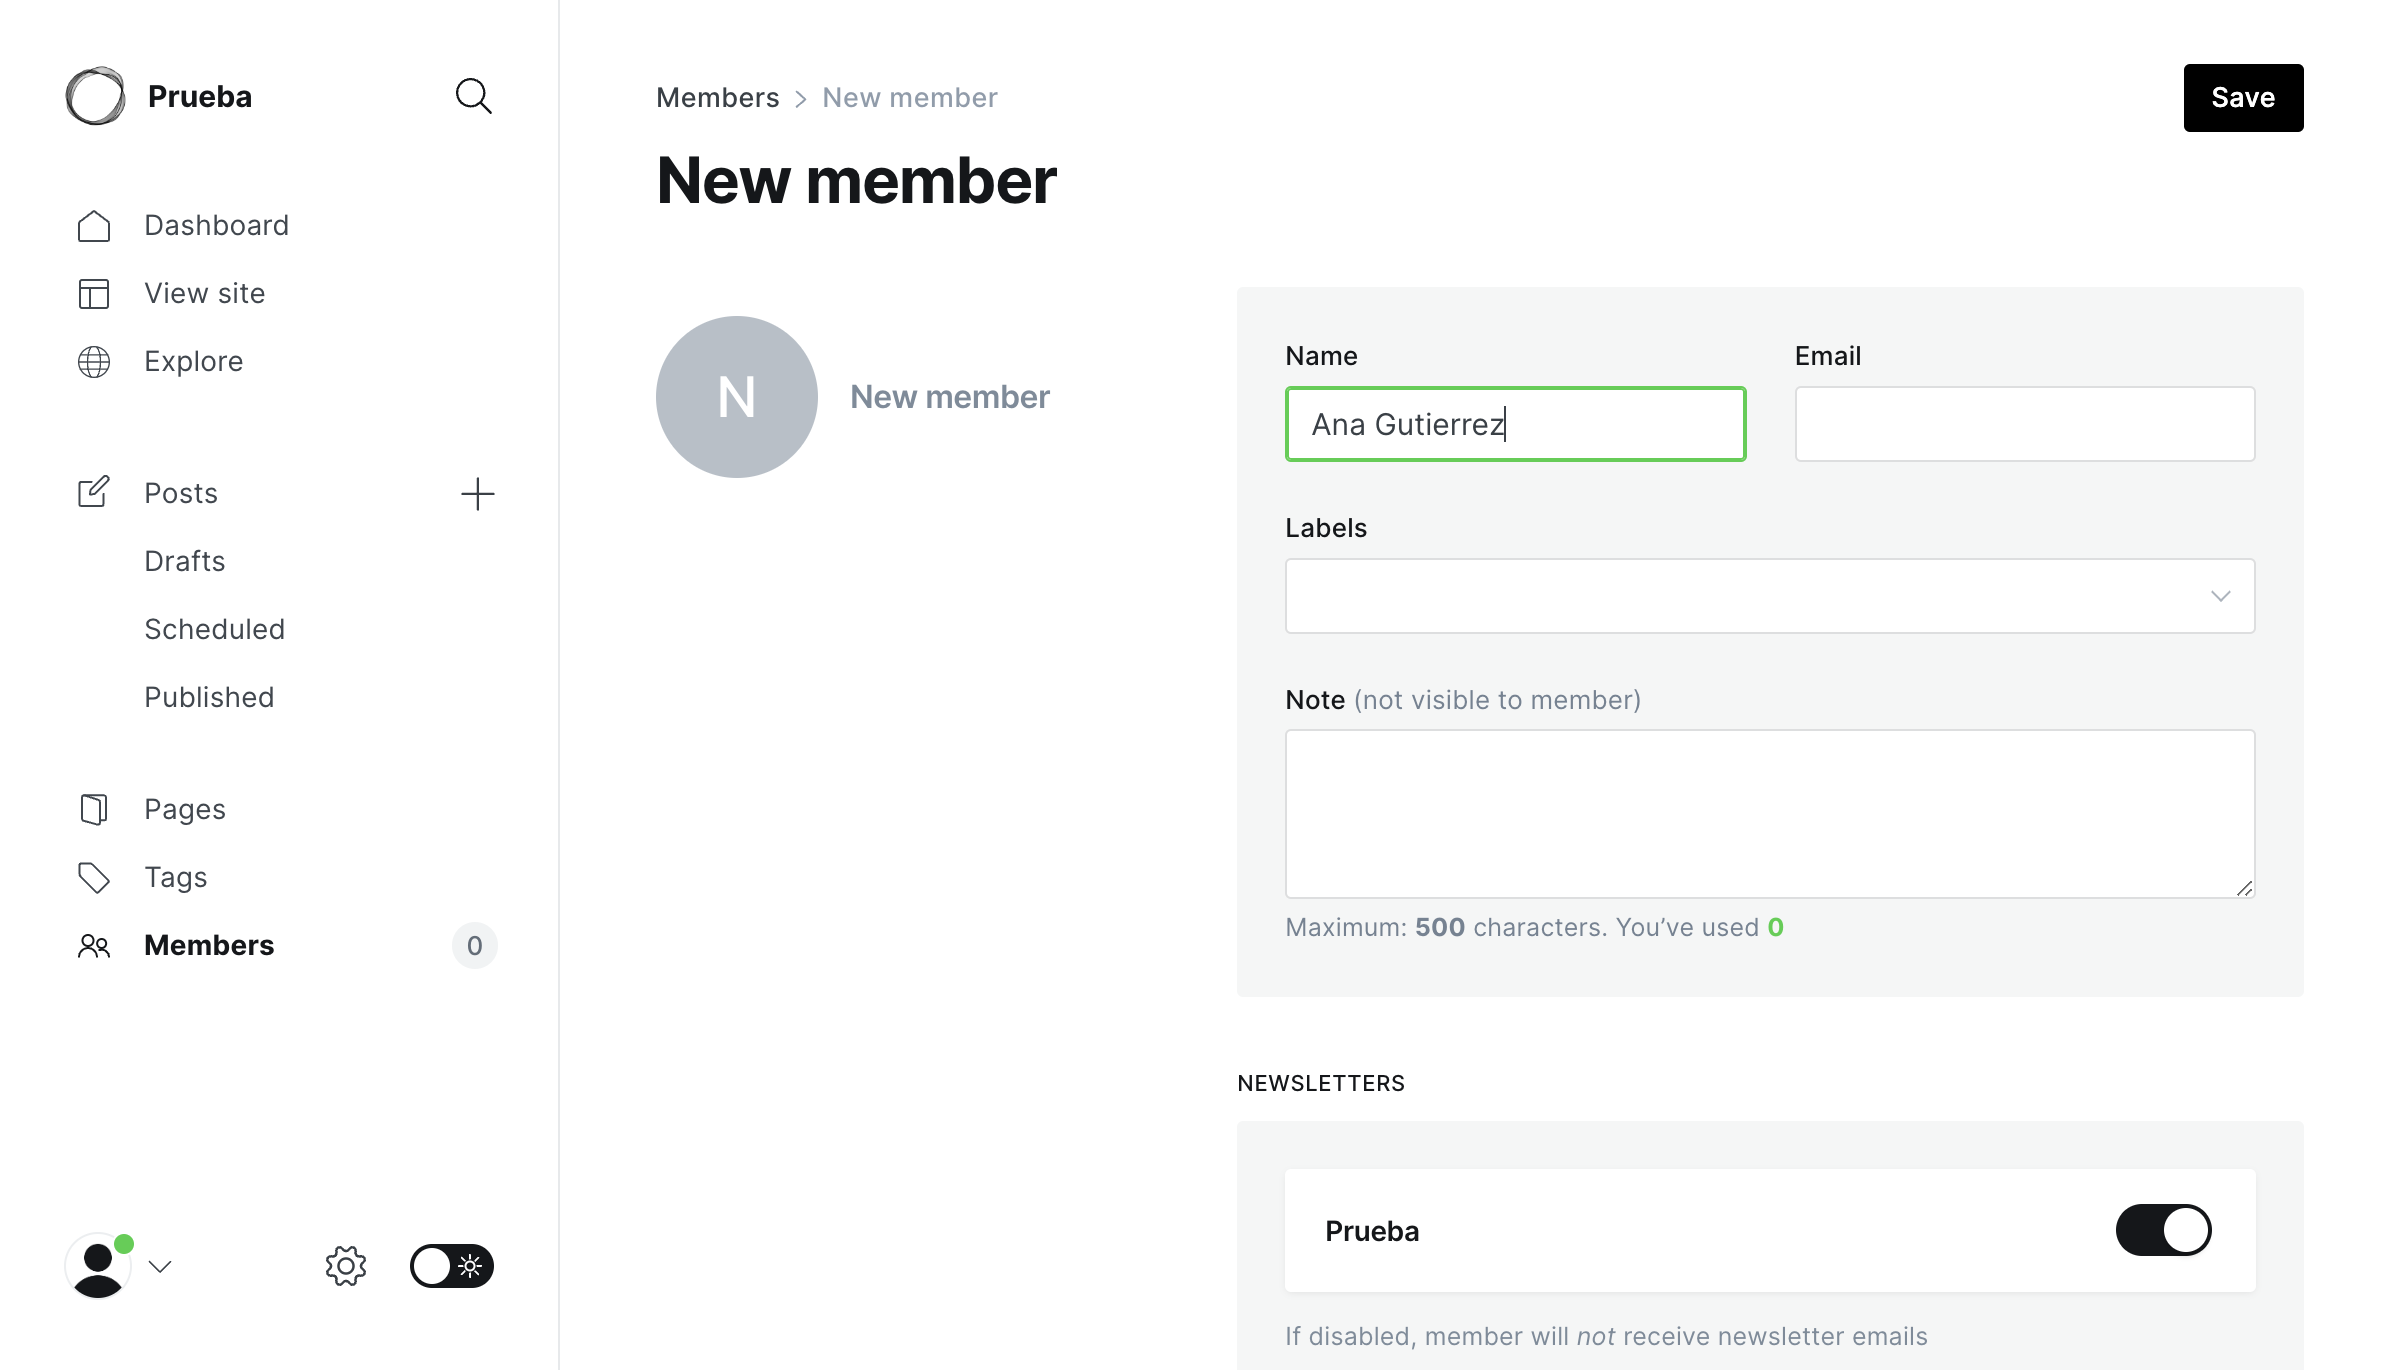 Prueba
Dashboard
View site
Explore
Posts
Drafts
Scheduled
Published
Pages
Tags
Members 0
Members > New member
Save
New member
N New member
Name
Email
Ana Gutierrez
Labels
Note (not visible to member)
Maximum: 500 characters. You’ve used 0
NEWSLETTERS
Prueba
If disabled, member will not receive newsletter emails